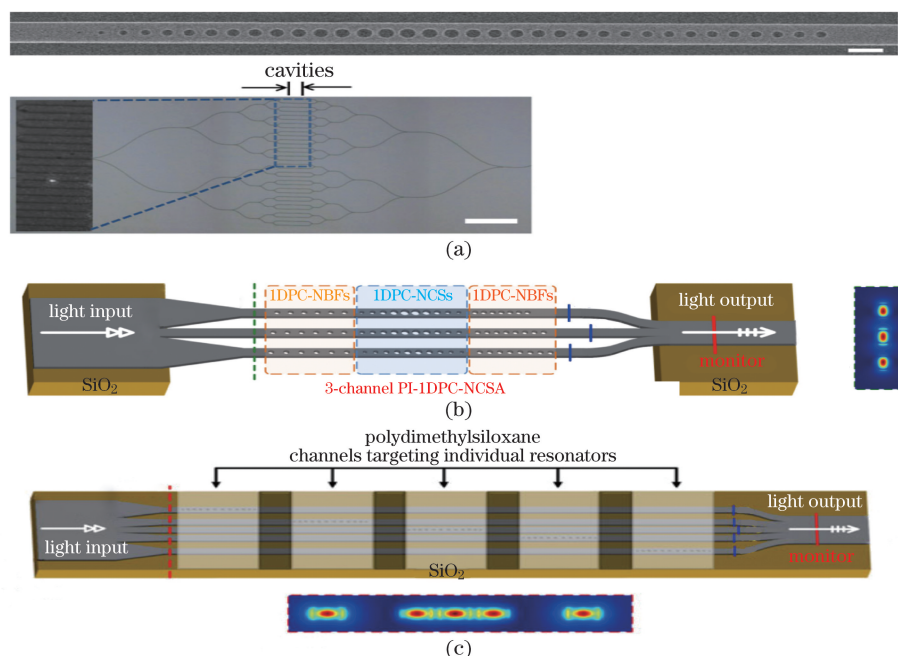 cavities
(a)
1DPC-NBFs 1DPC-NCSs 1DPC-NBFs
light input
light output
monitor
SiO2
3-channel PI-1DPC-NCSA
SiO2
(b)
polydimethylsiloxane
channels targeting individual resonators
light output
light input
monitor
SiO2
(c)